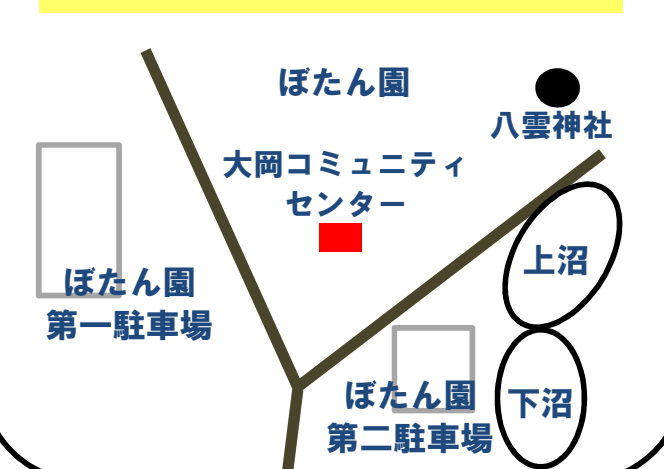 ぼたん園
八雲神社
大岡コミュニティ
センター
上沼
ぼたん園
第一駐車場
ぼたん園
第二駐車場
下沼